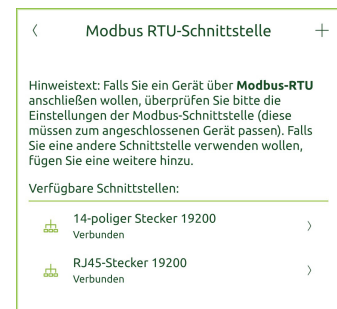 Modbus RTU-Schnittstelle
Hinweistext: Falls Sie ein Gerät über Modbus-RTU
anschließen wollen, überprüfen Sie bitte die
Einstellungen der Modbus-Schnittstelle (diese
müssen zum angeschlossenen Gerät passen). Falls
Sie eine andere Schnittstelle verwenden wollen,
fügen Sie eine weitere hinzu.
Verfügbare Schnittstellen:
14-poliger Stecker 19200
Verbunden
RJ45-Stecker 19200
Verbunden